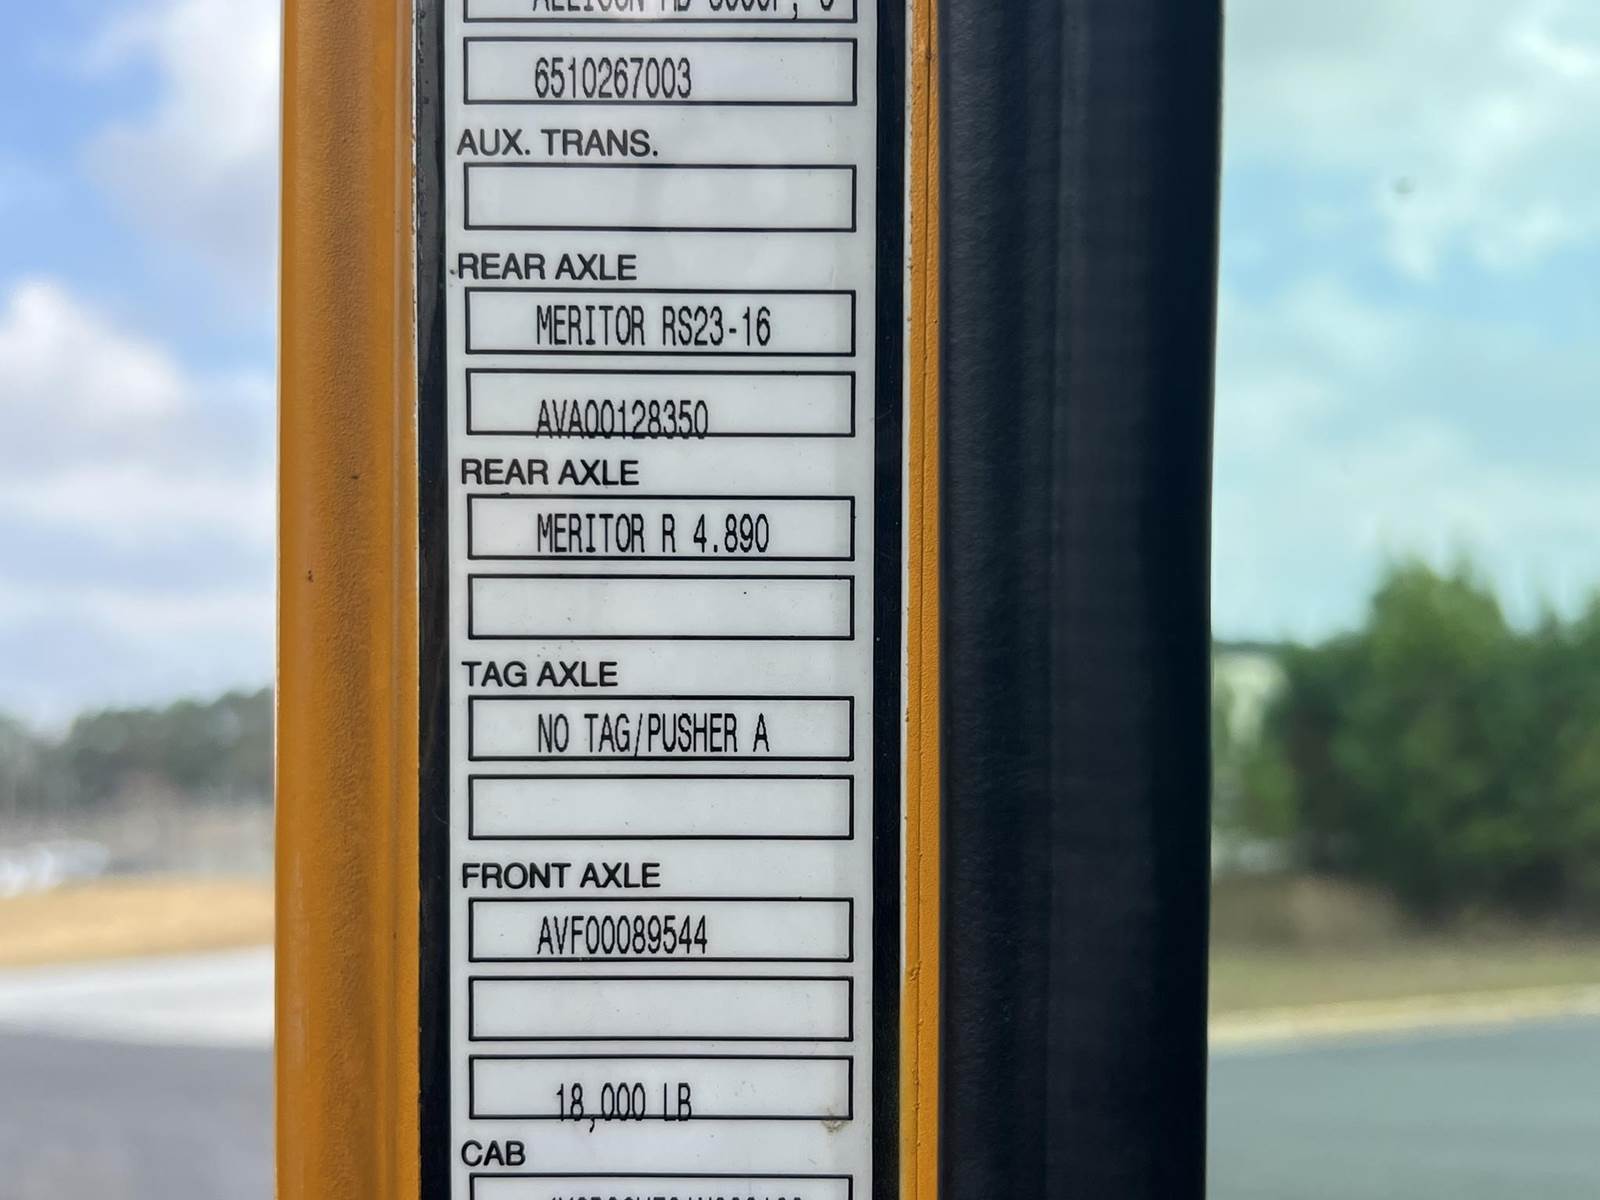 6510267003
AUX. TRANS.
REAR AXLE
MERITOR RS23-16
AVA00128350
REAR AXLE
MERITOR R 4.890
TAG AXLE
NO TAG/PUSHER A
FRONT AXLE
AVF00089544
18,000 LB
CAB